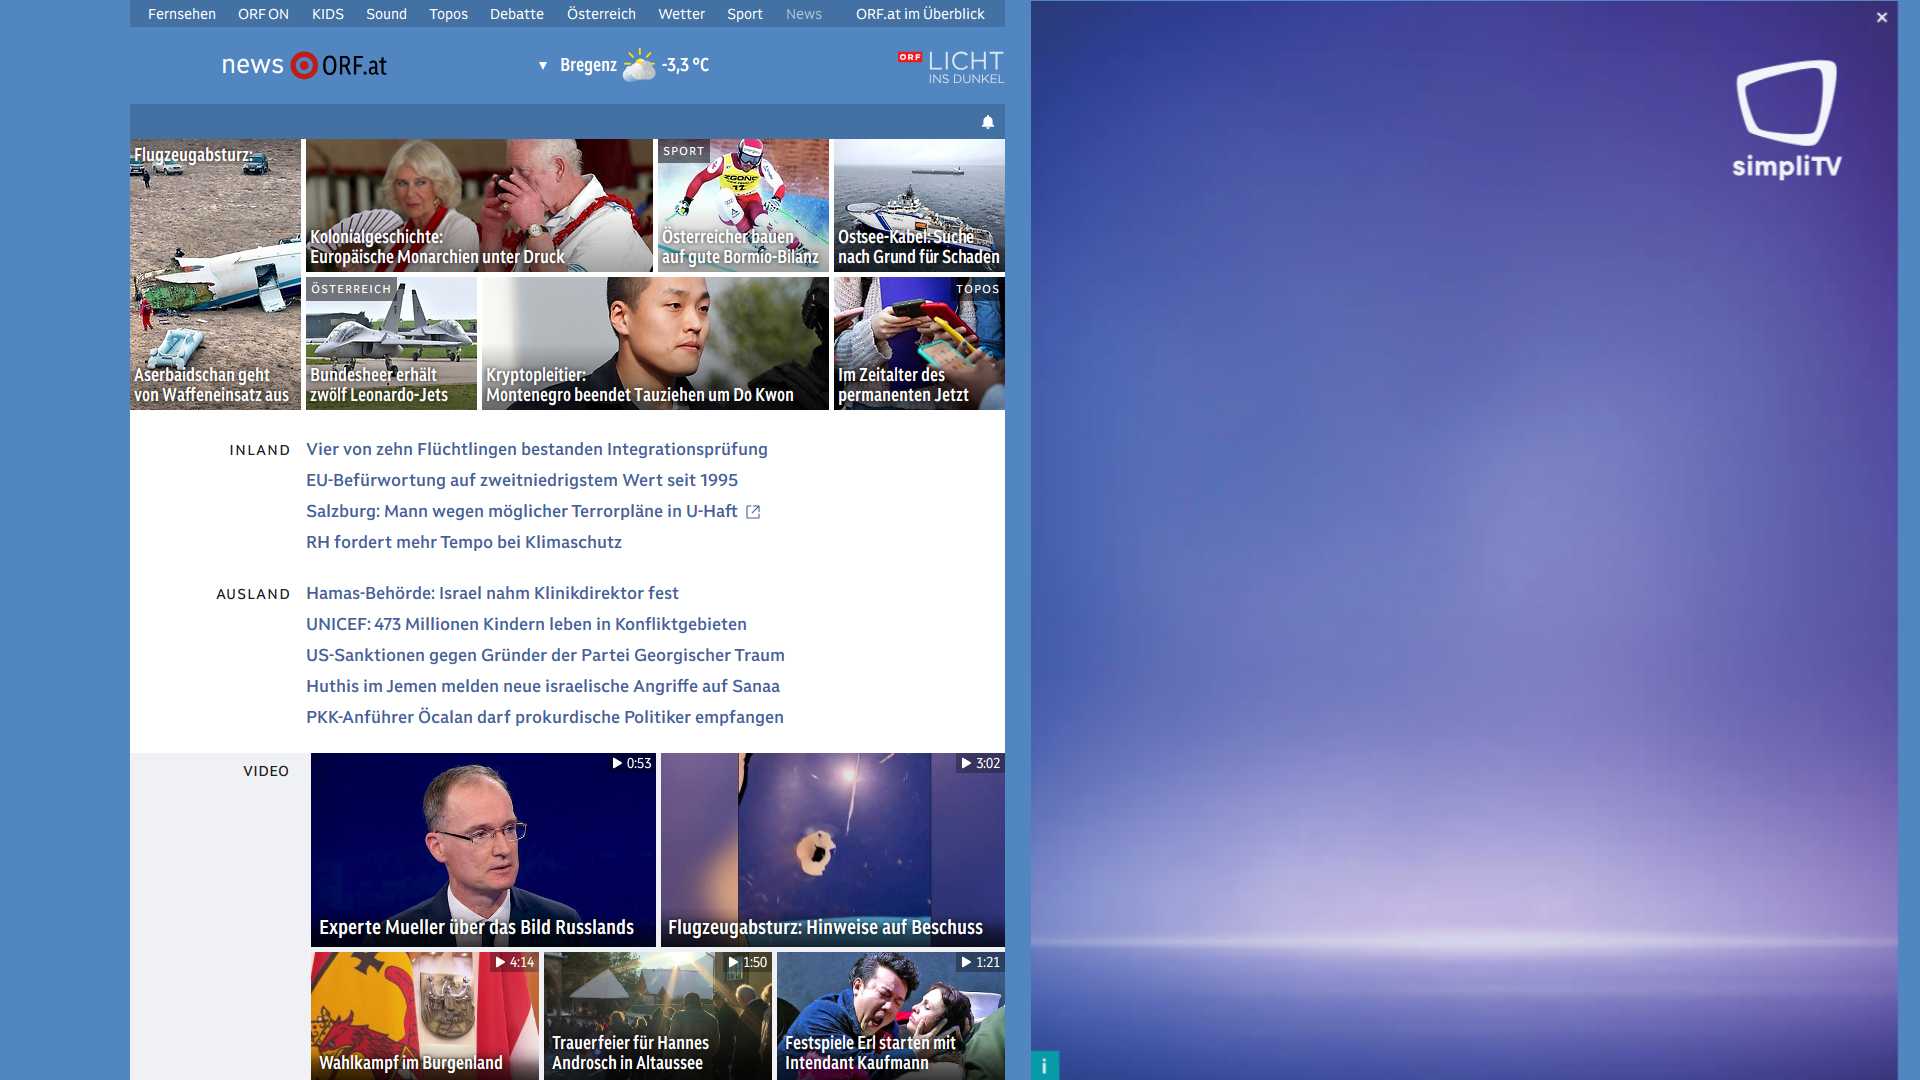 Fernsehen ORF ON KIDS Sound Topos Debatte Österreich Wetter Sport News ORF.at im Überblick
news ORF.at
▼ Bregenz -3,3 °C
ORF LICHT
INS DUNKEL
Flugzeugabsturz:
Aserbaidschan geht
von Waffeneinsatz aus
Kolonialgeschichte:
Europäische Monarchien unter Druck
SPORT
ZGONC
12
Österreicher bauen
auf gute Bormio-Bilanz
Ostsee-Kabel: Suche
nach Grund für Schaden
ÖSTERREICH
Bundesheer erhält
zwölf Leonardo-Jets
Kryptopleitier:
Montenegro beendet Tauziehen um Do Kwon
TOPOS
Im Zeitalter des
permanenten Jetzt
INLAND
Vier von zehn Flüchtlingen bestanden Integrationsprüfung
EU-Befürwortung auf zweitniedrigstem Wert seit 1995
Salzburg: Mann wegen möglicher Terrorpläne in U-Haft
RH fordert mehr Tempo bei Klimaschutz
AUSLAND
Hamas-Behörde: Israel nahm Klinikdirektor fest
UNICEF: 473 Millionen Kindern leben in Konfliktgebieten
US-Sanktionen gegen Gründer der Partei Georgischer Traum
Huthis im Jemen melden neue israelische Angriffe auf Sanaa
PKK-Anführer Öcalan darf prokurdische Politiker empfangen
VIDEO
0:53
Experte Mueller über das Bild Russlands
3:02
Flugzeugabsturz: Hinweise auf Beschuss
4:14
Wahlkampf im Burgenland
1:50
Trauerfeier für Hannes
Androsch in Altaussee
1:21
Festspiele Erl starten mit
Intendant Kaufmann
simpliTV
i